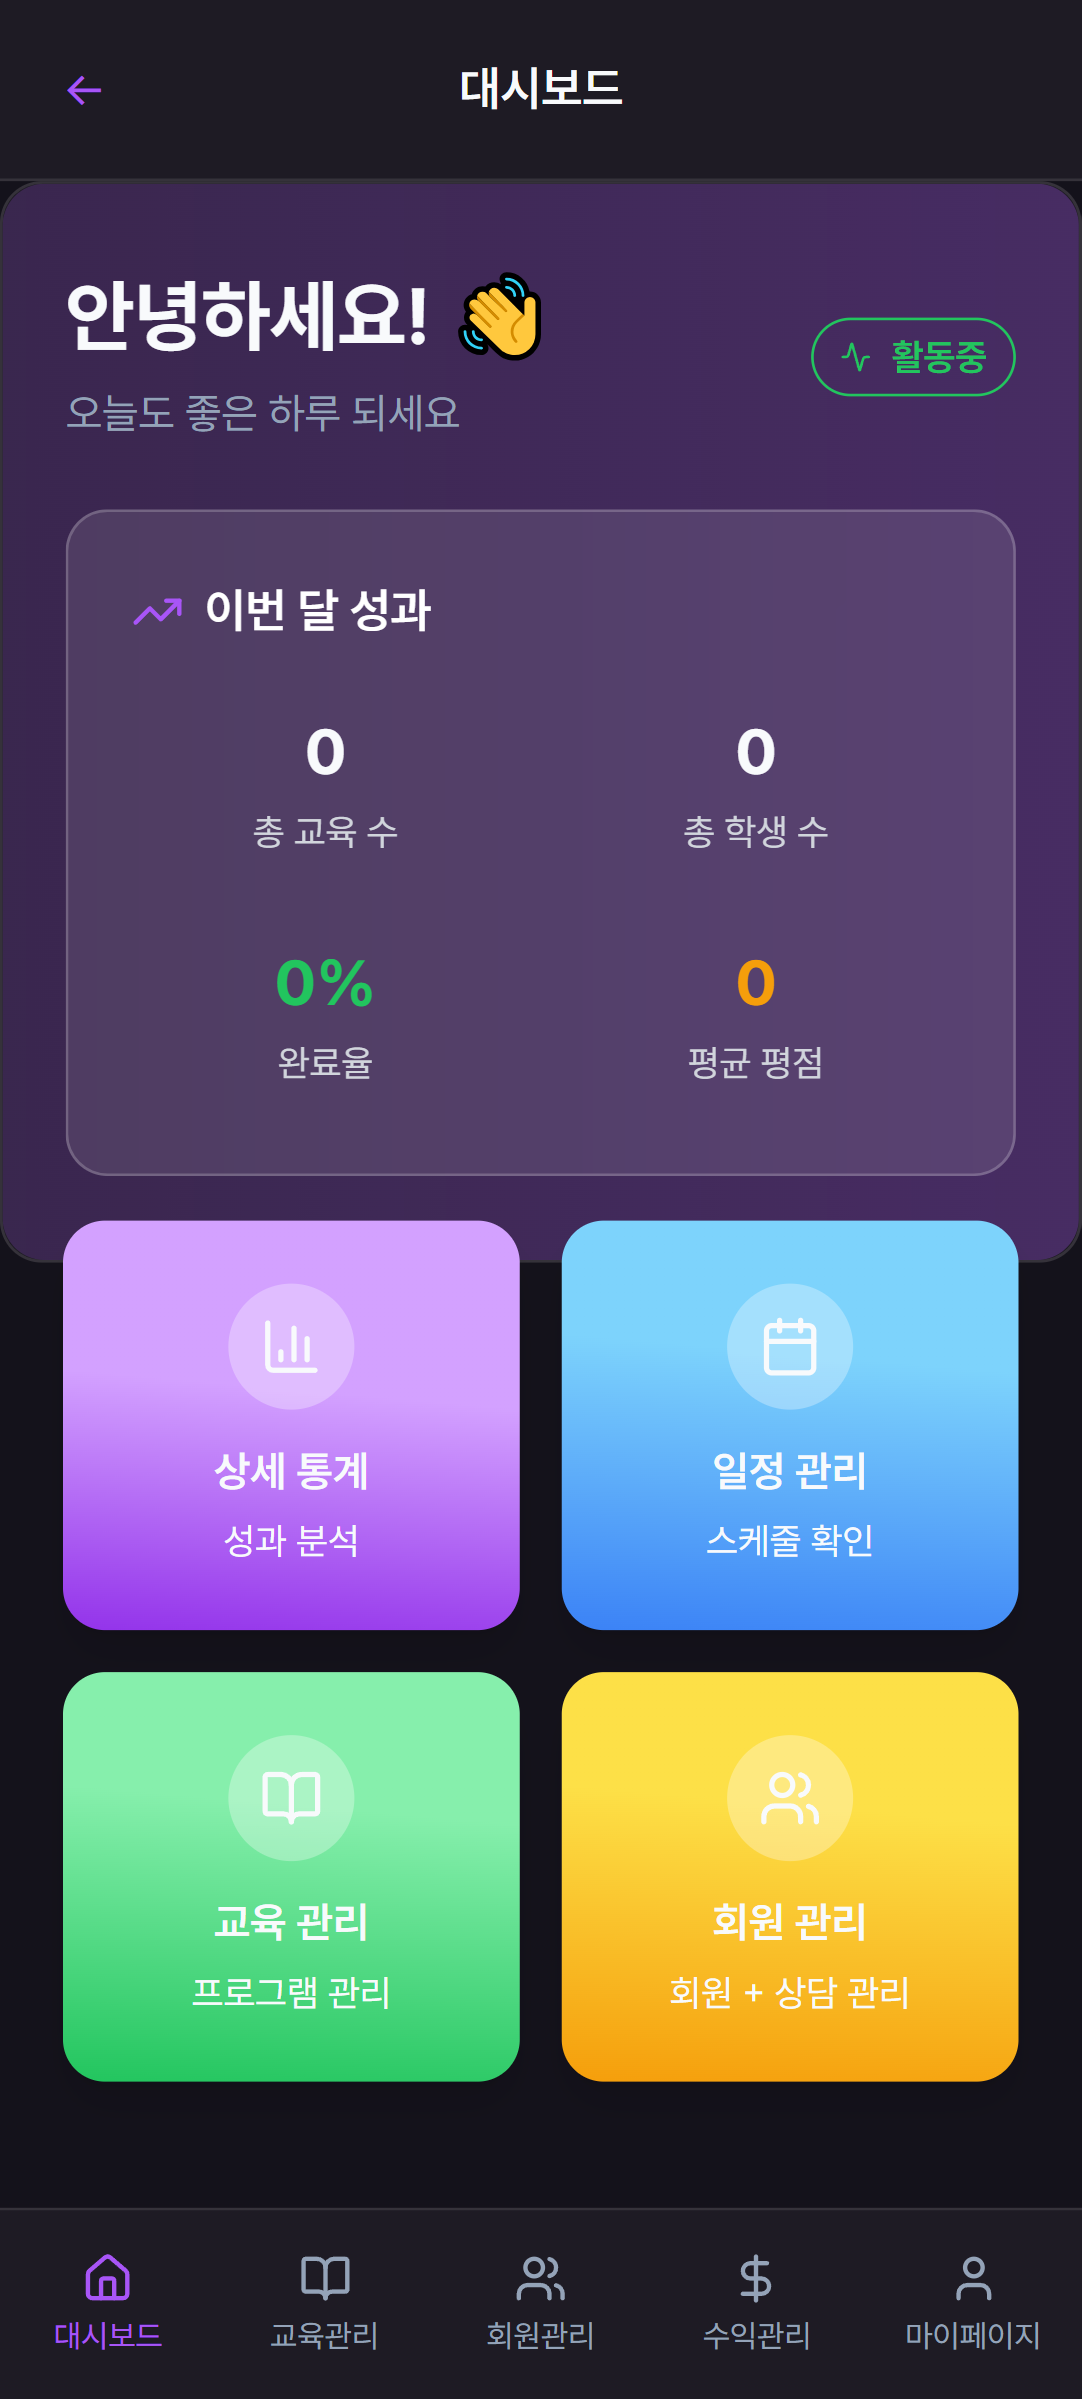 대시보드
안녕하세요! 👋
활동중
오늘도 좋은 하루 되세요
이번 달 성과
0
0
총 교육 수
총 학생 수
0%
0
완료율
평균 평점
상세 통계
성과 분석
일정 관리
스케줄 확인
교육 관리
프로그램 관리
회원 관리
회원 + 상담 관리
대시보드
교육관리
회원관리
수익관리
마이페이지